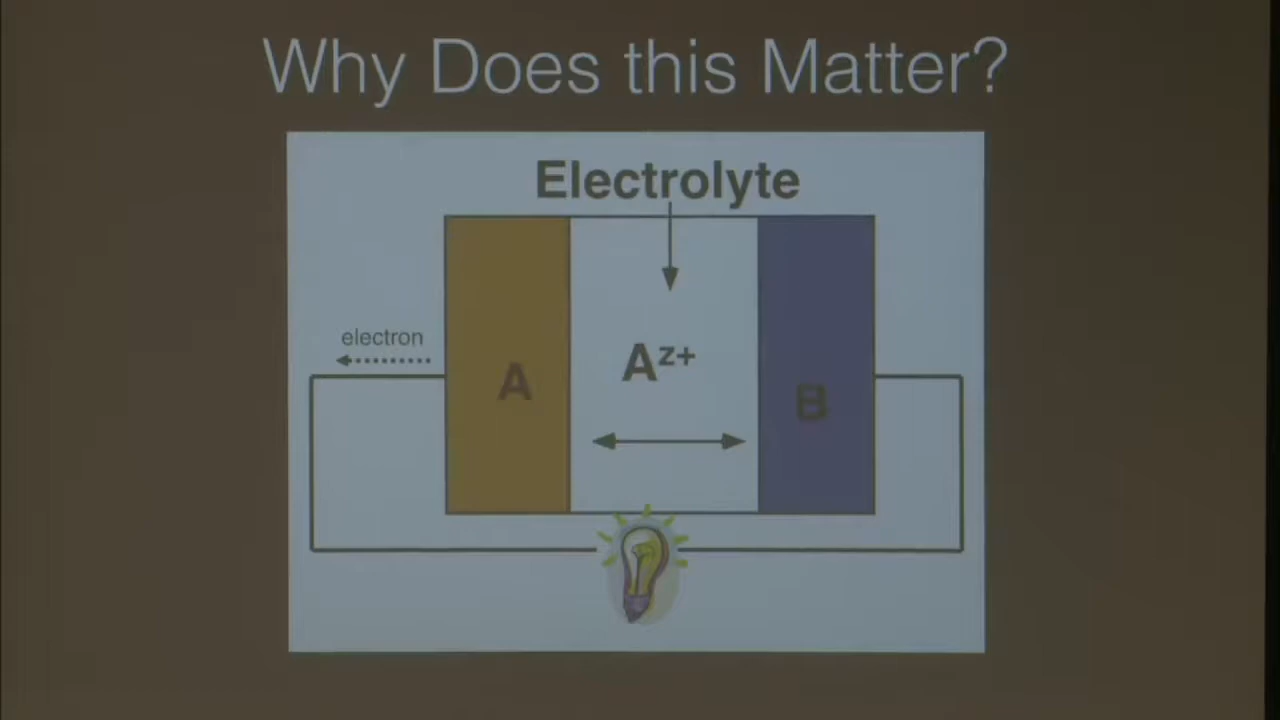 Why Does this Matter?
Electrolyte
electron
A
Aᶻ⁺
B